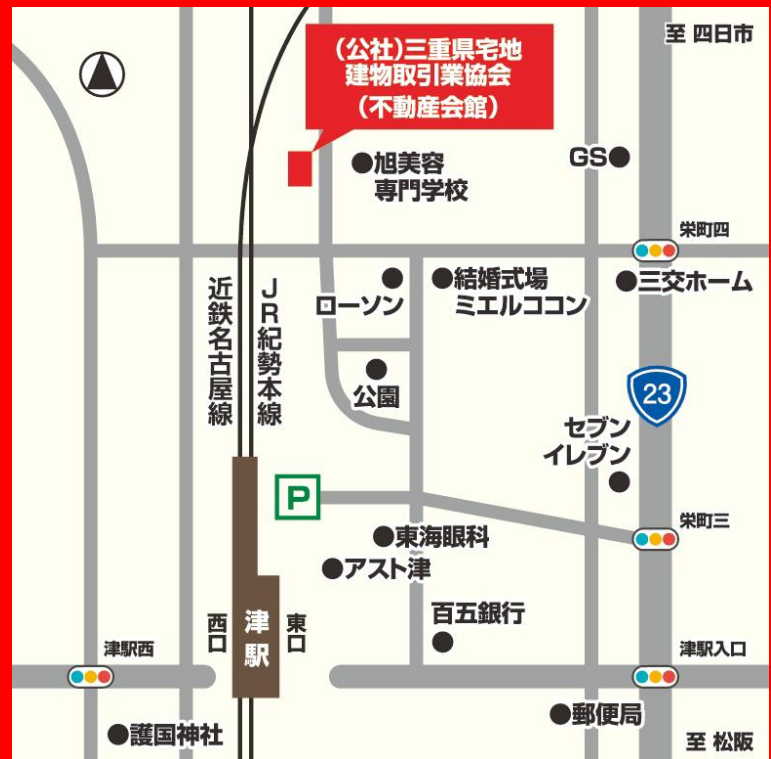 至 四日市
(公社)三重県宅地
建物取引業協会
(不動産会館)
旭美容
専門学校
GS
栄町四
ローソン
結婚式場
ミエルココン
三交ホーム
近鉄名古屋線
JR紀勢本線
公園
23
セブン
イレブン
P
栄町三
東海眼科
アスト津
百五銀行
西口
津駅
東口
津駅西
津駅入口
護国神社
郵便局
至 松阪